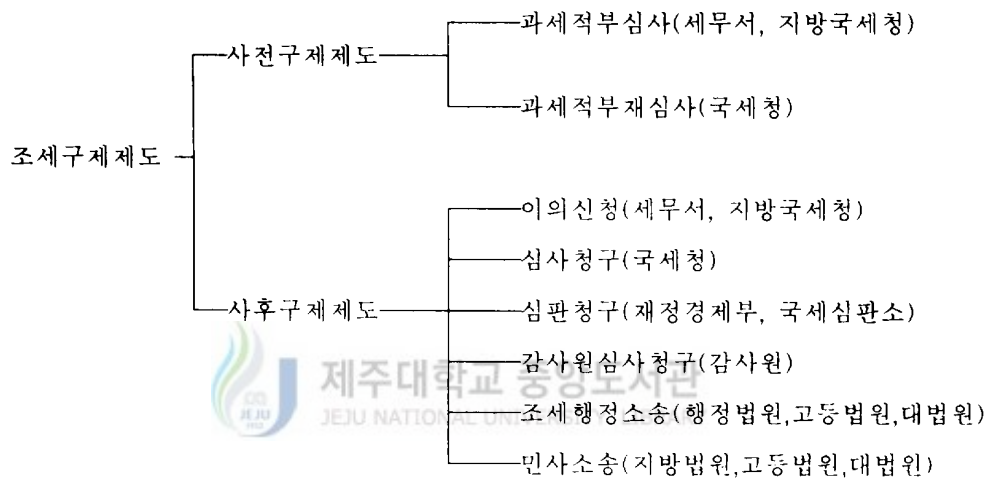 과세적부심사(세무서, 지방국세청)
사전구제제도
과세적부재심사(국세청)
조세구제제도
이의신청(세무서, 지방국세청)
심사청구(국세청)
사후구제제도
심판청구(재정경제부, 국세심판소)
감사원심사청구(감사원)
조세행정소송(행정법원,고등법원,대법원)
민사소송(지방법원,고등법원,대법원)
제주대학교 중앙도서관
JEJU NATIONAL UNIVERSITY LIBRARY
JEJU
1952